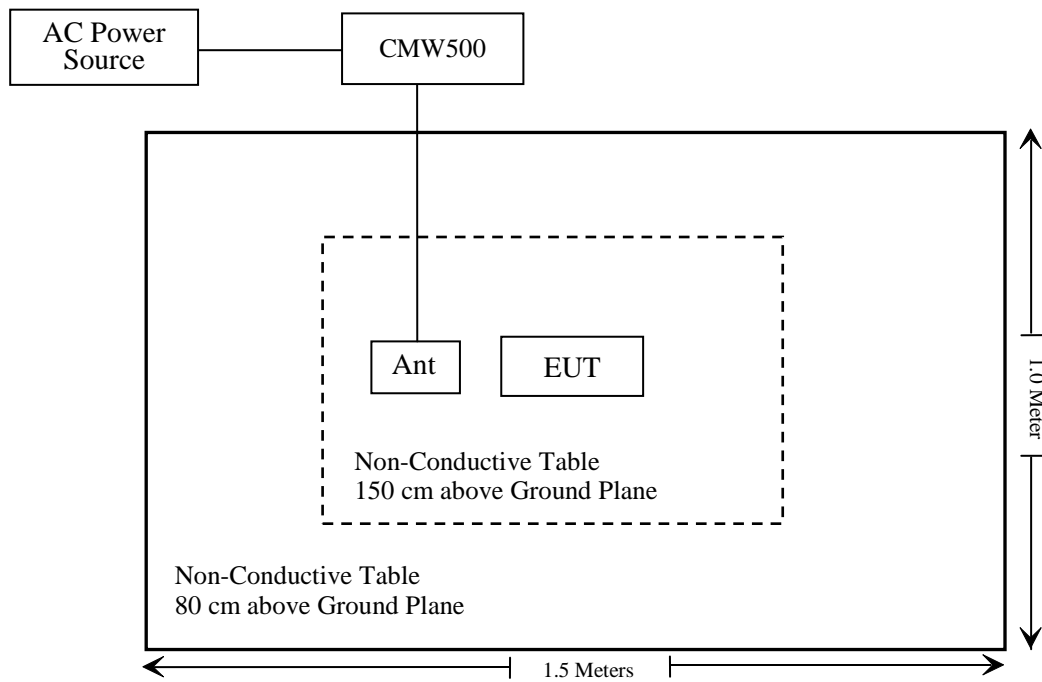 AC Power
Source
CMW500
Ant
EUT
Non-Conductive Table
150 cm above Ground Plane
Non-Conductive Table
80 cm above Ground Plane
1.0 Meter
1.5 Meters